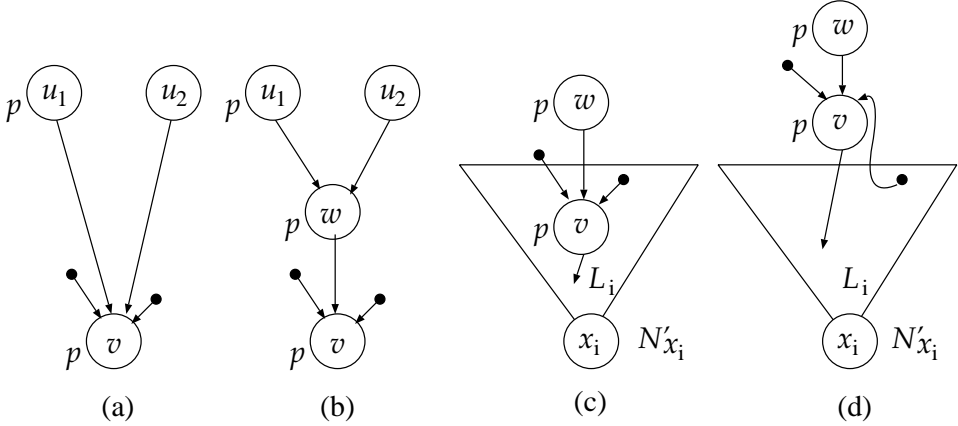 p u₁ u₂
p v
(a)
p u₁ u₂
p w
p v
(b)
p w
p v
Lᵢ
xᵢ N′xᵢ
(c)
p w
p v
Lᵢ
xᵢ N′xᵢ
(d)